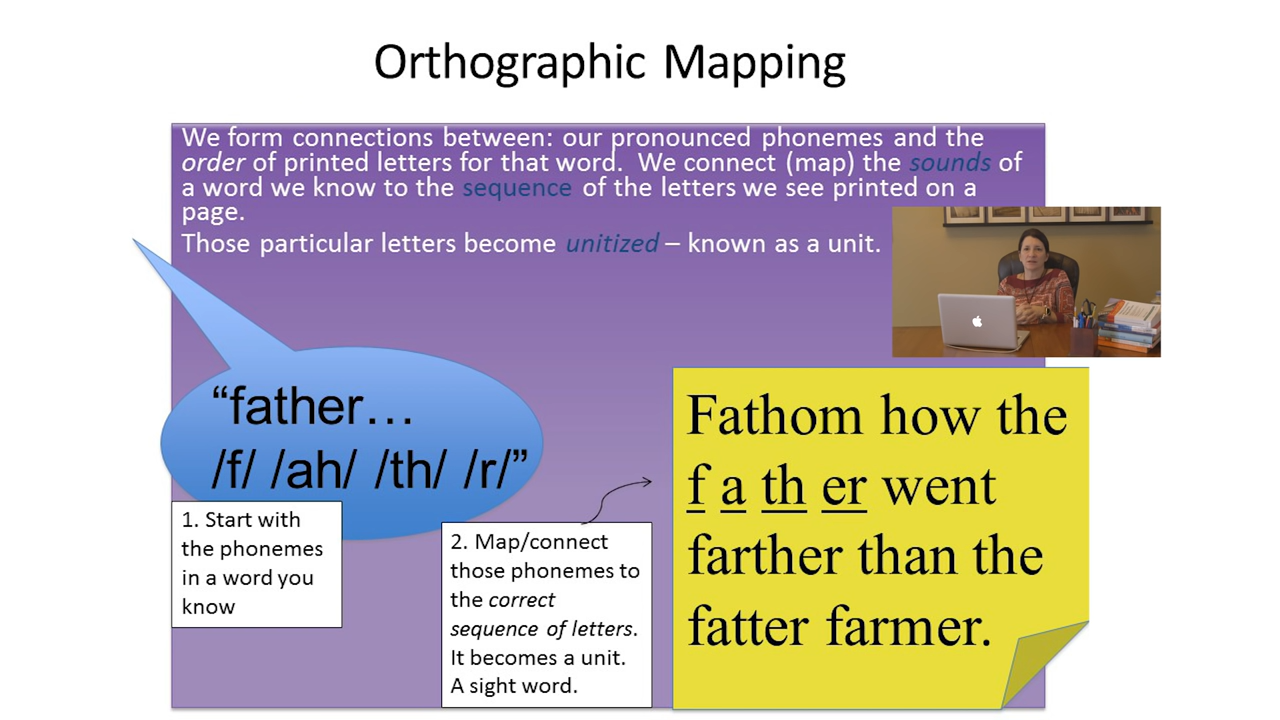 Orthographic Mapping
We form connections between: our pronounced phonemes and the
order of printed letters for that word. We connect (map) the sounds of
a word we know to the sequence of the letters we see printed on a
page.
Those particular letters become unitized – known as a unit.
“father…
/f/ /ah/ /th/ /r/”
1. Start with
the phonemes
in a word you
know
2. Map/connect
those phonemes to
the correct
sequence of letters.
It becomes a unit.
A sight word.
Fathom how the
f a th er went
farther than the
fatter farmer.